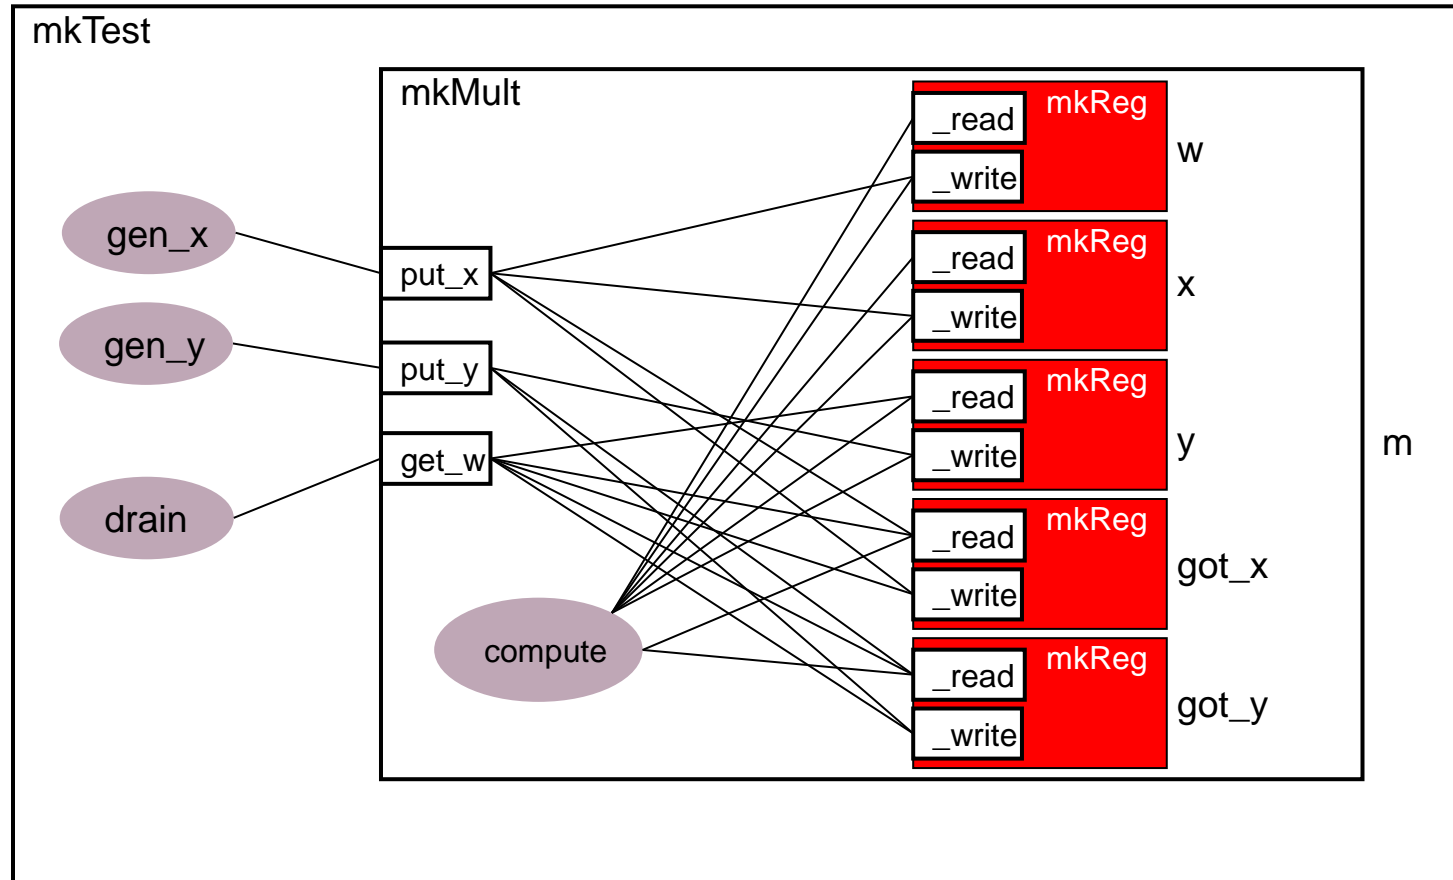 mkTest
mkMult
gen_x
gen_y
drain
put_x
put_y
get_w
compute
mkReg
_read
_write
w
mkReg
_read
_write
x
mkReg
_read
_write
y
mkReg
_read
_write
got_x
mkReg
_read
_write
got_y
m